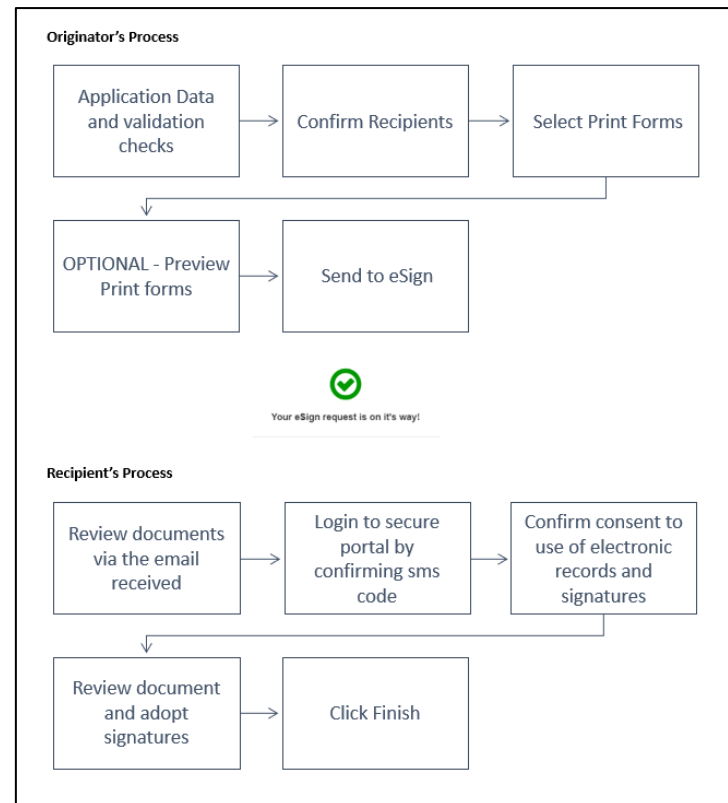 Originator's Process
Application Data
and validation
checks
Confirm Recipients
Select Print Forms
OPTIONAL - Preview
Print forms
Send to eSign
Your eSign request is on it's way!
Recipient's Process
Review documents
via the email
received
Login to secure
portal by
confirming sms
code
Confirm consent to
use of electronic
records and
signatures
Review document
and adopt
signatures
Click Finish